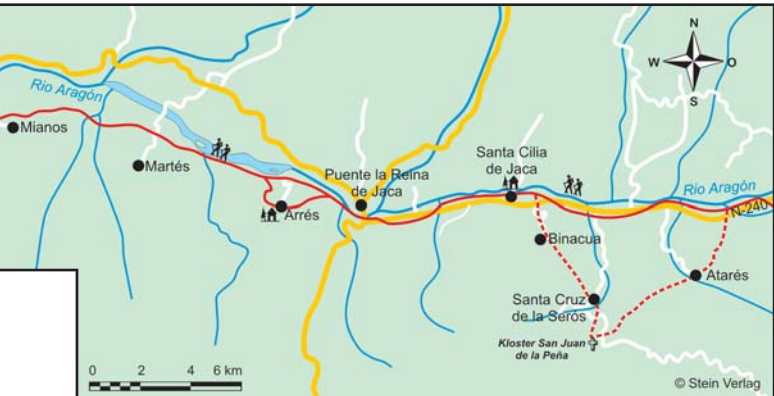 N
W
O
S
Rio Aragón
Mianos
Martés
Puente la Reina
de Jaca
Santa Cilia
de Jaca
Rio Aragón
N-240
Arrés
Binacua
Atarés
Santa Cruz
de la Serós
Kloster San Juan
de la Peña
0 2 4 6 km
© Stein Verlag